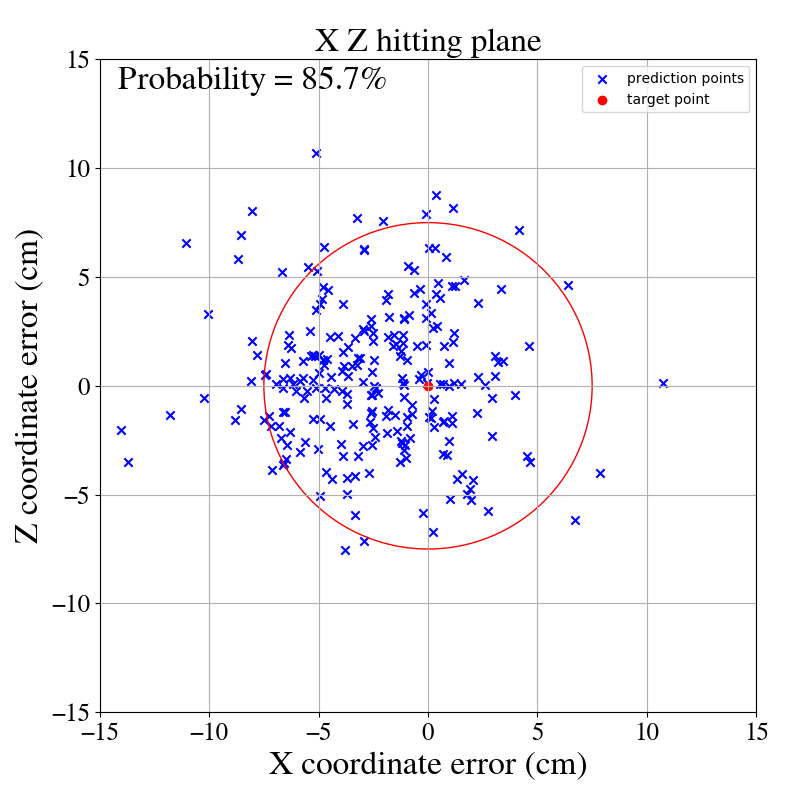 X Z hitting plane
Probability = 85.7%
prediction points
target point
Z coordinate error (cm)
15
10
5
0
−5
−10
−15
−15
−10
−5
0
5
10
15
X coordinate error (cm)